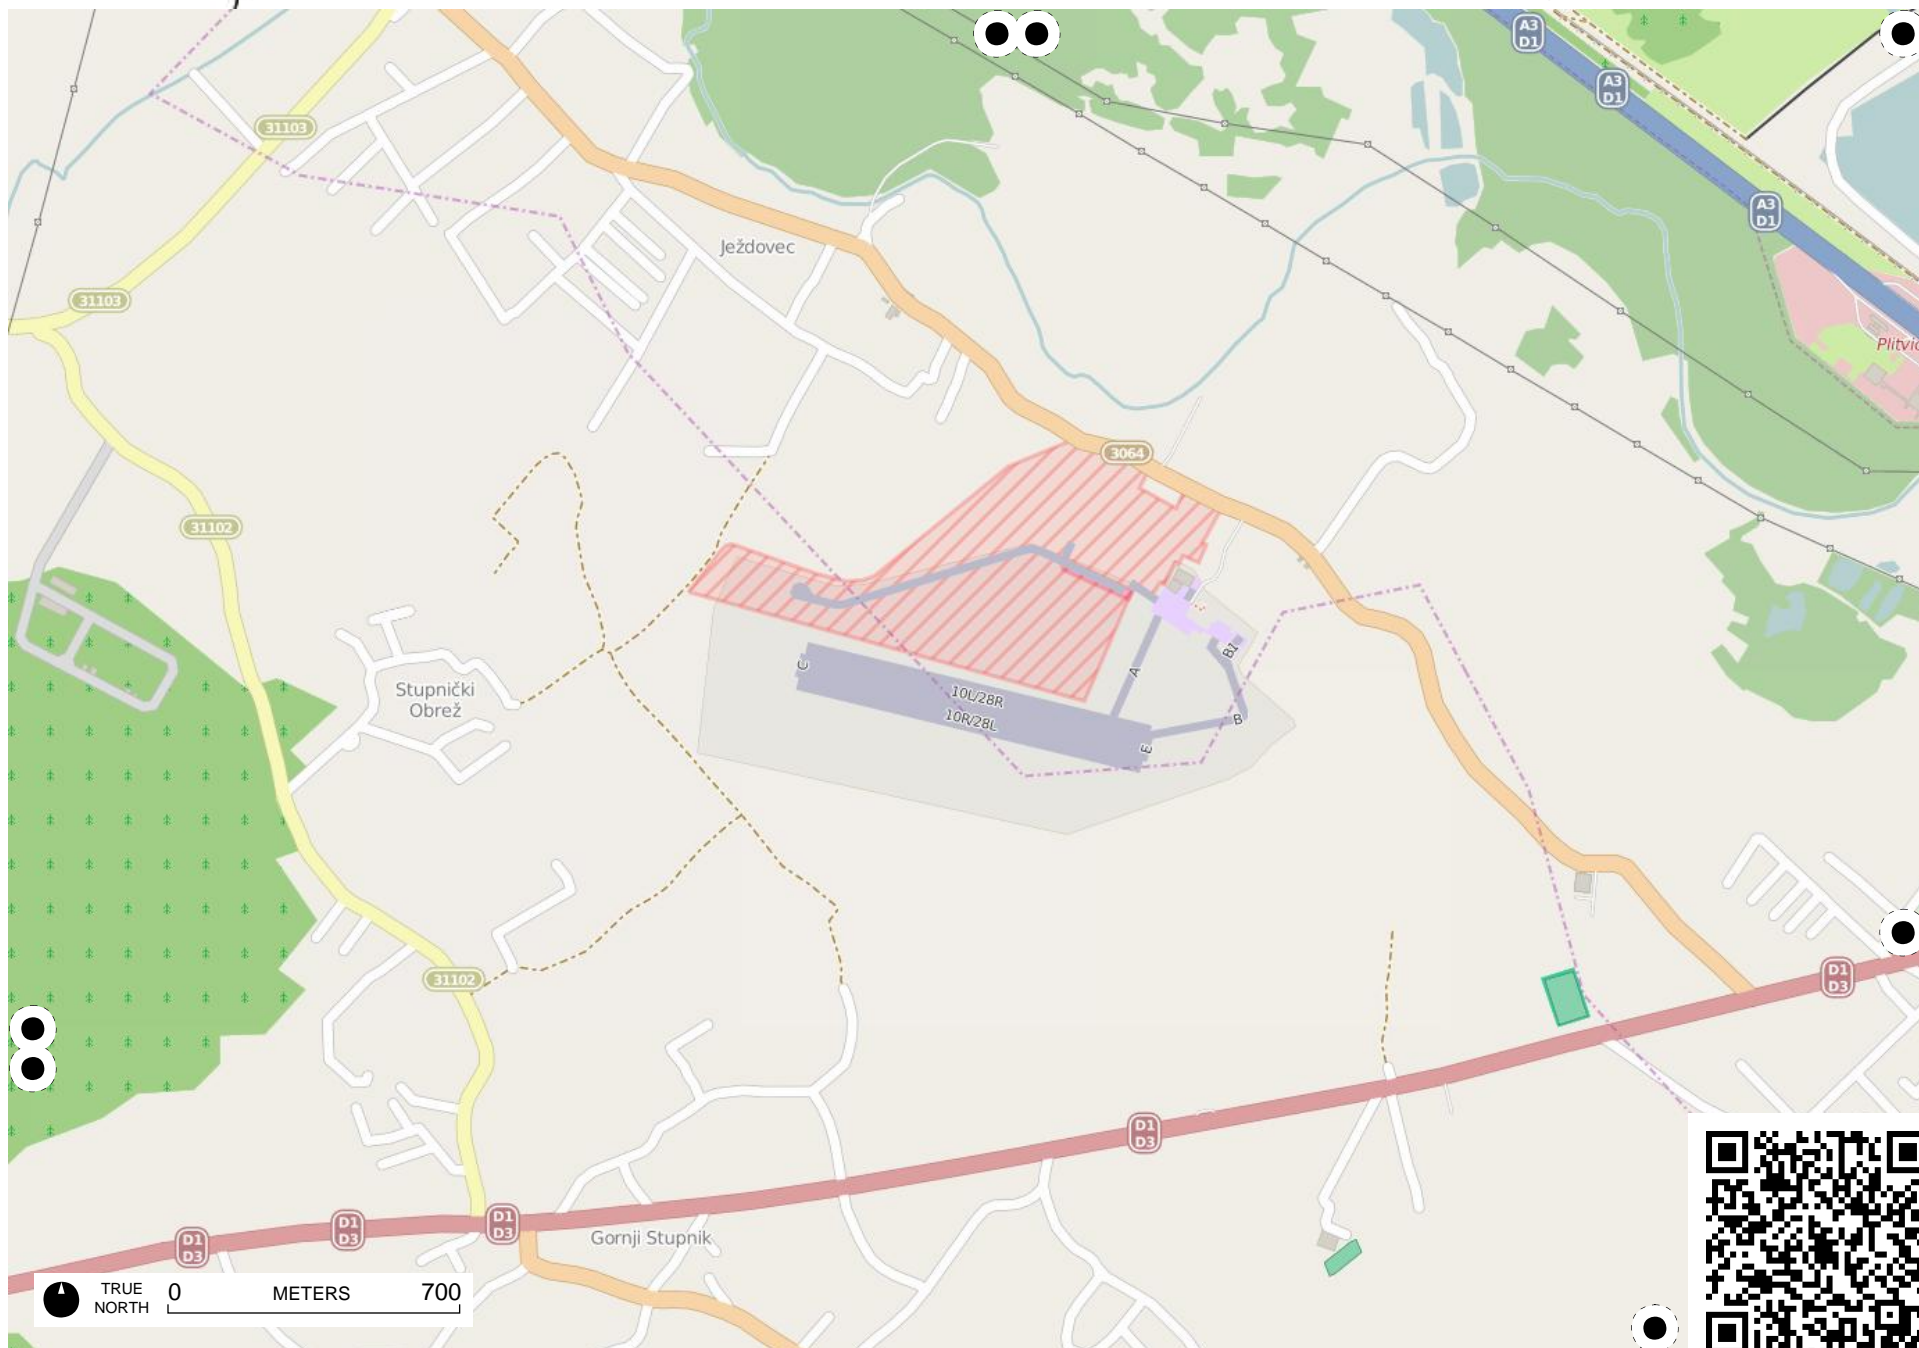 A3
D1
A3
D1
31103
A3
D1
Ježdovec
31103
3064
31102
C
A
B1
Stupnički
Obrež
10L/28R
10R/28L
B
E
31102
D1
D3
D1
D3
D1
D3
D1
D3
D1
D3
Gornji Stupnik
TRUE
NORTH
0
METERS
700